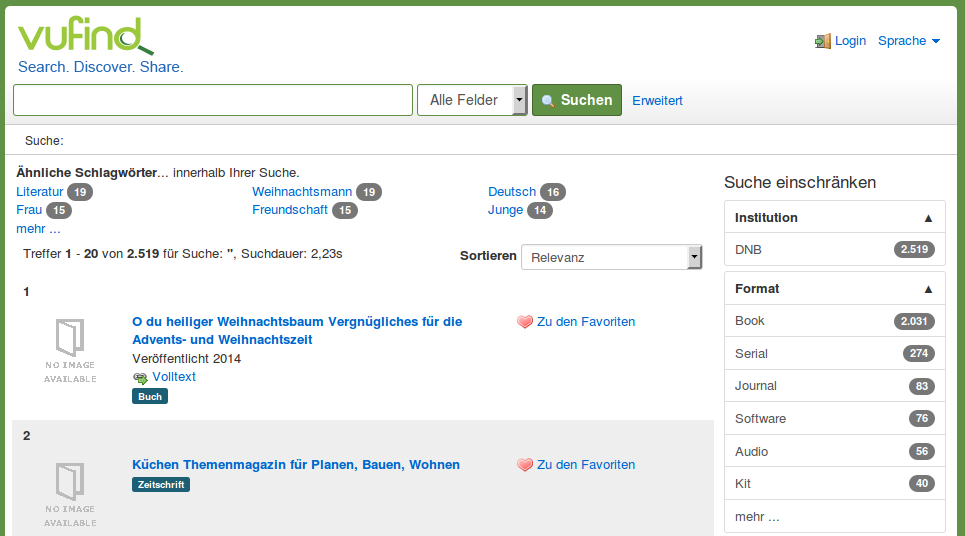 vufind
Search. Discover. Share.
Login Sprache
Alle Felder Suchen Erweitert
Suche:
Ähnliche Schlagwörter... innerhalb Ihrer Suche.
Literatur 19 Weihnachtsmann 19 Deutsch 16
Frau 15 Freundschaft 15 Junge 14
mehr ...
Treffer 1 - 20 von 2.519 für Suche: '', Suchdauer: 2,23s
Sortieren Relevanz
1
NO IMAGE
AVAILABLE
O du heiliger Weihnachtsbaum Vergnügliches für die
Advents- und Weihnachtszeit
Veröffentlicht 2014
Volltext
Buch
Zu den Favoriten
2
NO IMAGE
AVAILABLE
Küchen Themenmagazin für Planen, Bauen, Wohnen
Zeitschrift
Zu den Favoriten
Suche einschränken
Institution ▲
DNB 2.519
Format ▲
Book 2.031
Serial 274
Journal 83
Software 76
Audio 56
Kit 40
mehr ...